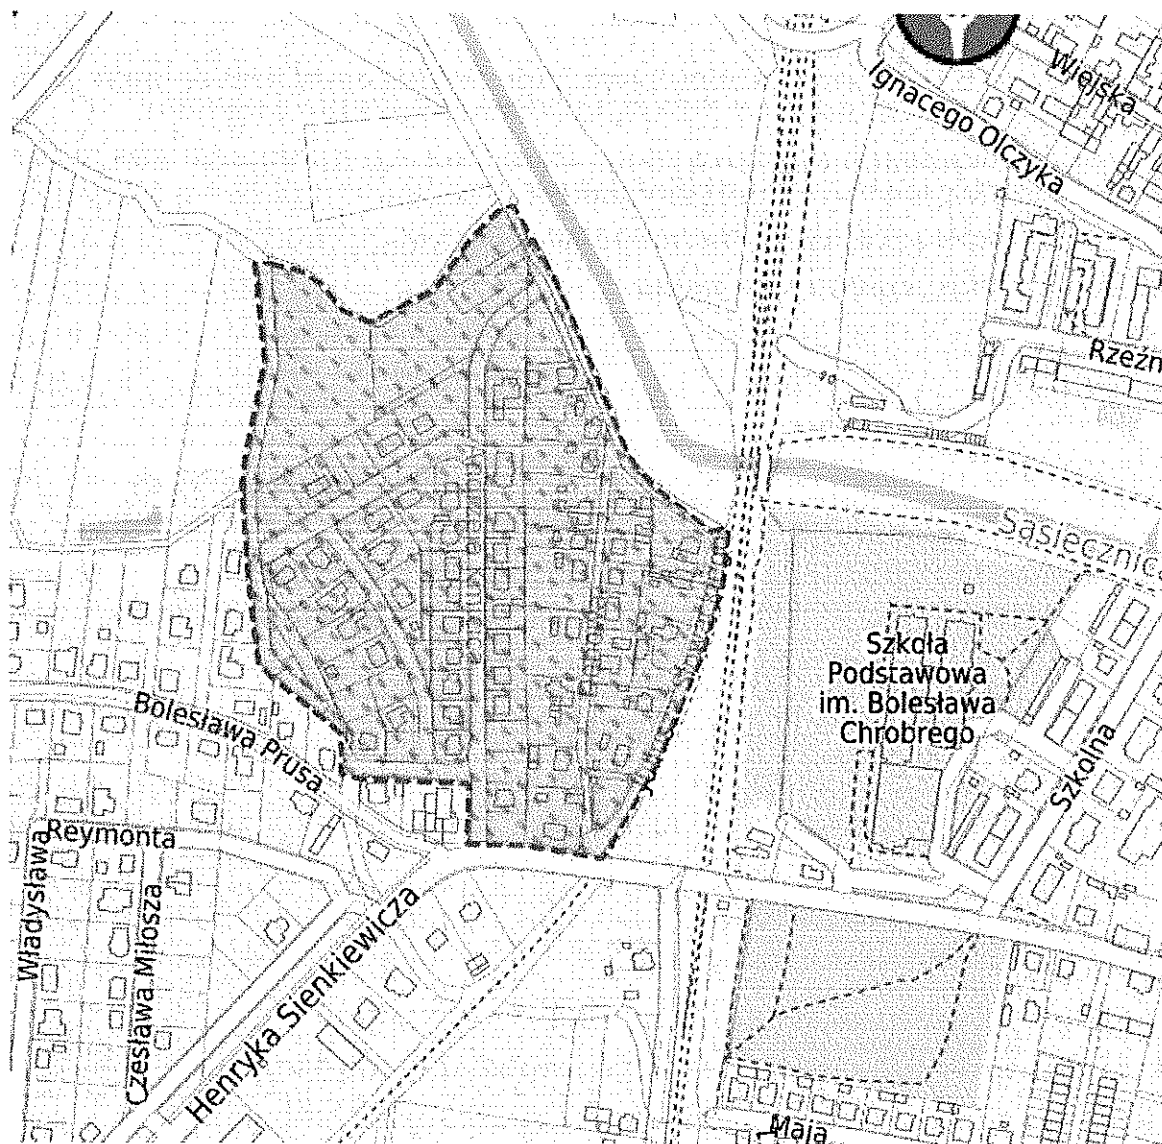 Wiejska
Ignacego Olczyka
Rzeźn
Sąsiecznica
Szkoła
Podstawowa
im. Bolesława
Chrobrego
Szkolna
Bolesława Prusa
Reymonta
Władysława
Czesława Miłosza
Henryka Sienkiewicza
Maja